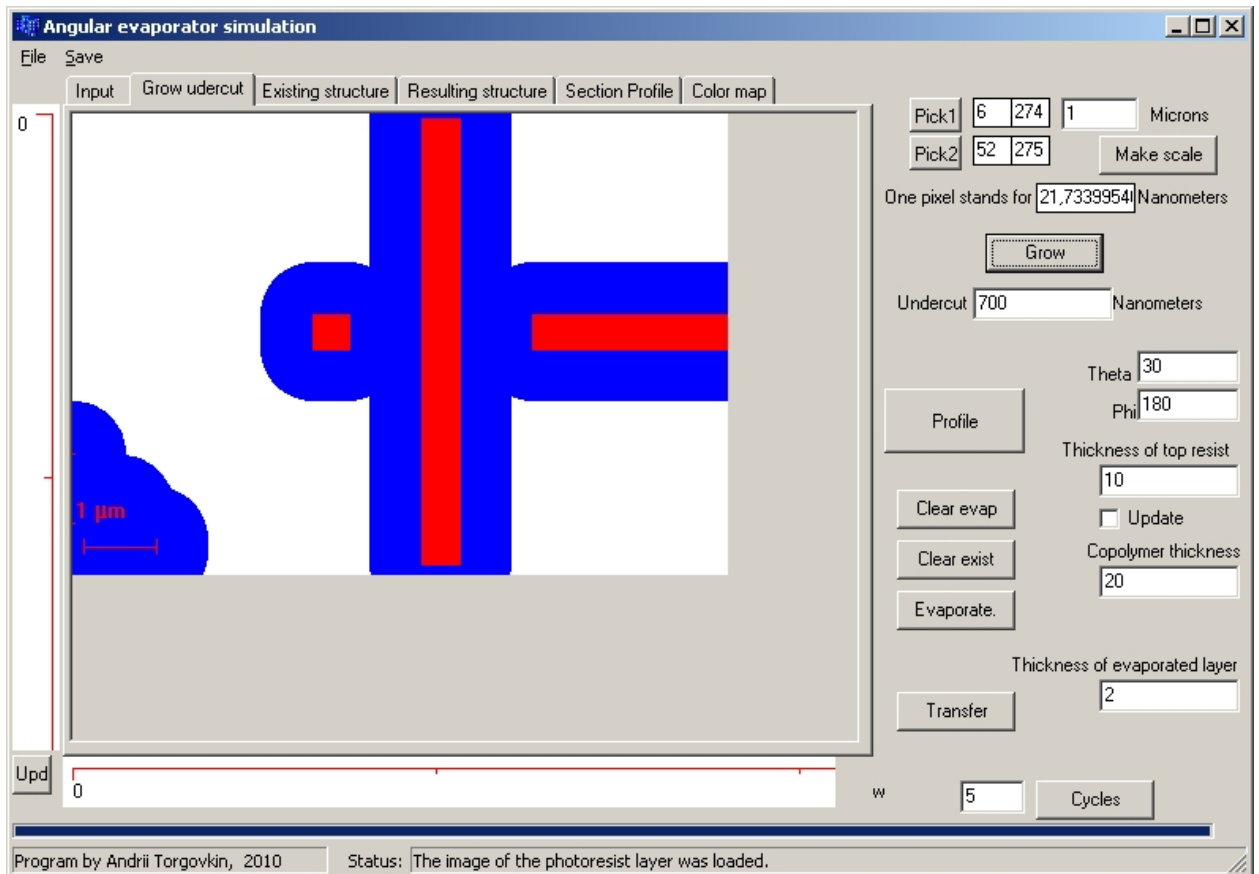 Angular evaporator simulation
File Save
Input Grow udercut Existing structure Resulting structure Section Profile Color map
0
Pick1 6 274 1 Microns
Pick2 52 275 Make scale
One pixel stands for 21,7339954 Nanometers
Grow
Undercut 700 Nanometers
Theta 30
Phi 180
Profile
Thickness of top resist
10
Clear evap
Update
Copolymer thickness
Clear exist
20
Evaporate.
1 µm
Thickness of evaporated layer
2
Transfer
Upd
0
w 5 Cycles
Program by Andrii Torgovkin, 2010 Status: The image of the photoresist layer was loaded.